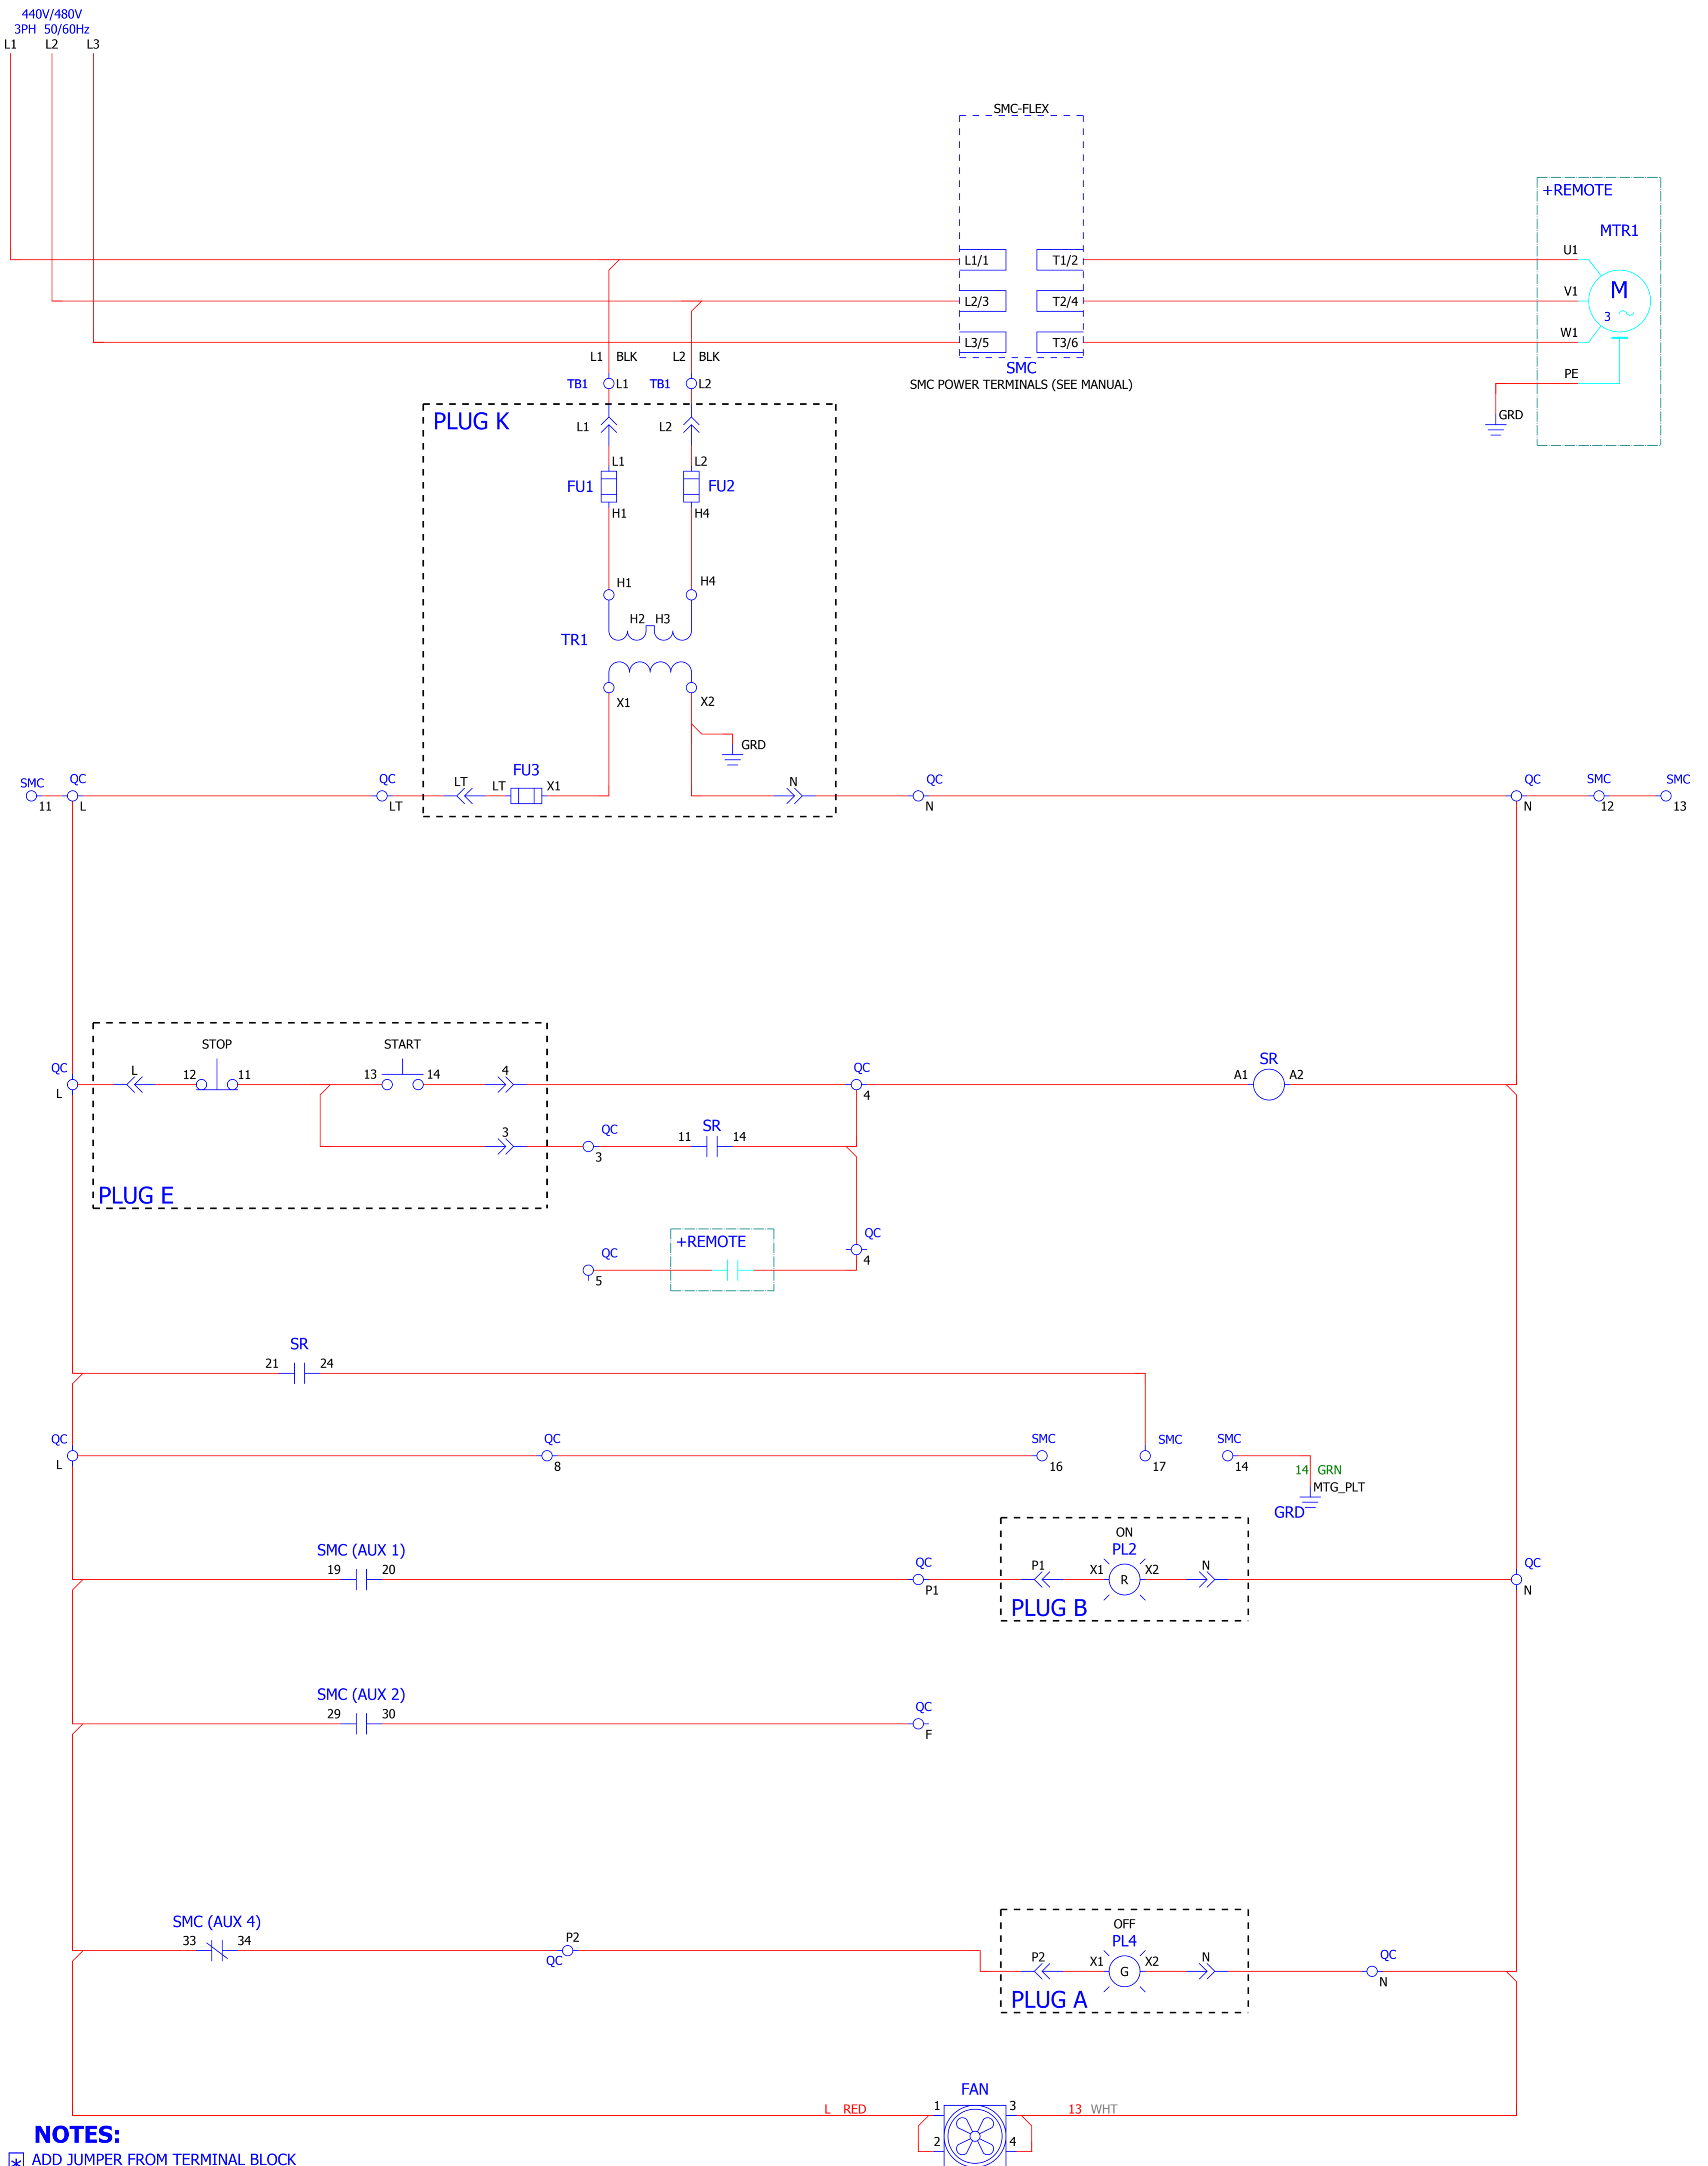 440V/480V
3PH 50/60Hz
L1 L2 L3
SMC-FLEX
+REMOTE
MTR1
U1
L1/1 T1/2
M
3
V1
L2/3 T2/4
W1
L3/5 T3/6
L1 BLK L2 BLK
SMC
PE
TB1 L1 TB1 L2
SMC POWER TERMINALS (SEE MANUAL)
GRD
PLUG K
L1 L2
L1 L2
FU1 FU2
H1 H4
H1 H4
H2 H3
TR1
X1 X2
GRD
FU3
SMC QC QC LT LT X1 N QC QC SMC SMC
11 L LT N N 12 13
STOP START
QC L 12 11 13 14 4 QC SR
A1 A2
L 4
3 QC 11 SR 14
3
PLUG E
+REMOTE
QC QC
5 4
SR
21 24
QC QC SMC SMC SMC
L 8 16 17 14
14 GRN
MTG_PLT
GRD
ON
SMC (AUX 1) PL2
19 20 QC P1 X1 R X2 N QC
P1 N
PLUG B
SMC (AUX 2)
29 30 QC
F
OFF
SMC (AUX 4) PL4
33 34 P2
QC
P2 X1 G X2 N QC
N
PLUG A
FAN
L RED 1 3 13 WHT
2 4
NOTES:
* ADD JUMPER FROM TERMINAL BLOCK